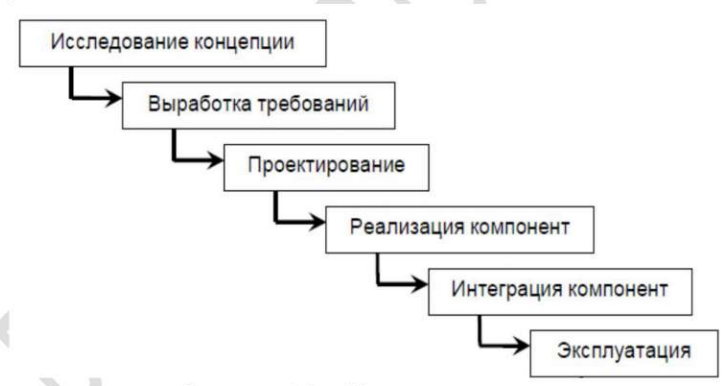 Исследование концепции
Выработка требований
Проектирование
Реализация компонент
Интеграция компонент
Эксплуатация